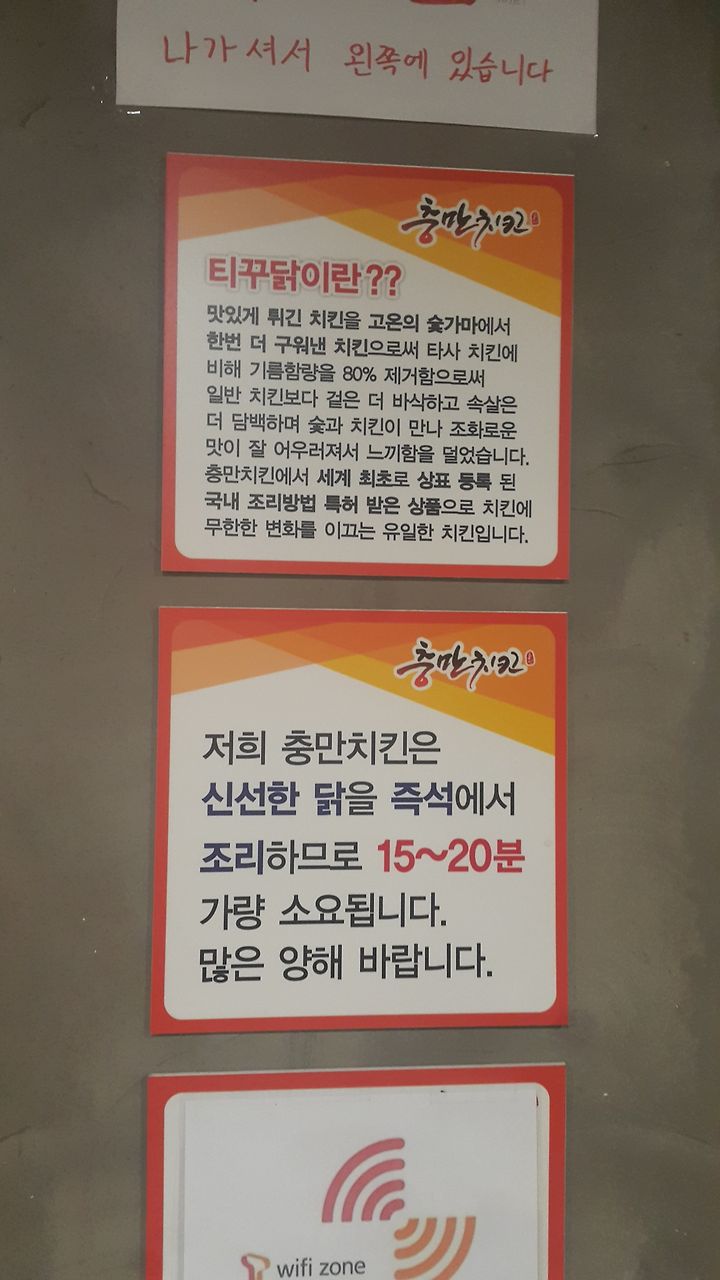 나가셔서 왼쪽에 있습니다
충만치킨
티꾸닭이란??
맛있게 튀긴 치킨을 고온의 숯가마에서
한번 더 구워낸 치킨으로써 타사 치킨에
비해 기름함량을 80% 제거함으로써
일반 치킨보다 겉은 더 바삭하고 속살은
더 담백하며 숯과 치킨이 만나 조화로운
맛이 잘 어우러져서 느끼함을 덜었습니다.
충만치킨에서 세계 최초로 상표 등록 된
국내 조리방법 특허 받은 상품으로 치킨에
무한한 변화를 이끄는 유일한 치킨입니다.
충만치킨
저희 충만치킨은
신선한 닭을 즉석에서
조리하므로 15~20분
가량 소요됩니다.
많은 양해 바랍니다.
T wifi zone